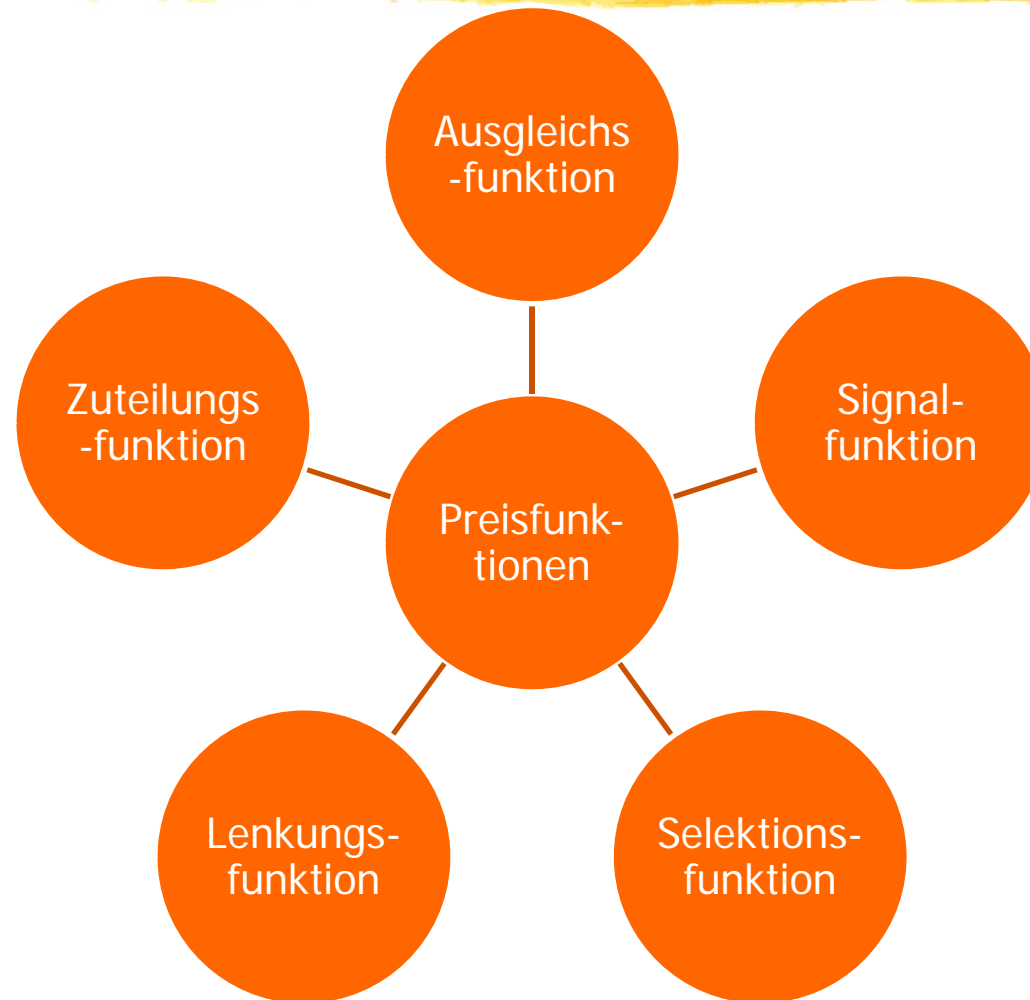 Ausgleichs
-funktion
Zuteilungs
-funktion
Signal-
funktion
Preisfunk-
tionen
Lenkungs-
funktion
Selektions-
funktion